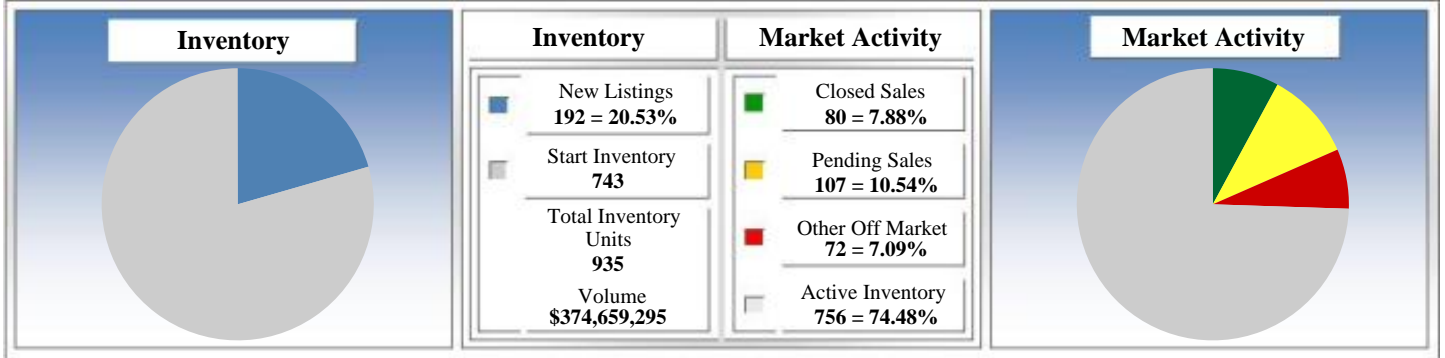 Inventory
Inventory
Market Activity
Market Activity
New Listings
192 = 20.53%
Start Inventory
743
Total Inventory
Units
935
Volume
$374,659,295
Closed Sales
80 = 7.88%
Pending Sales
107 = 10.54%
Other Off Market
72 = 7.09%
Active Inventory
756 = 74.48%